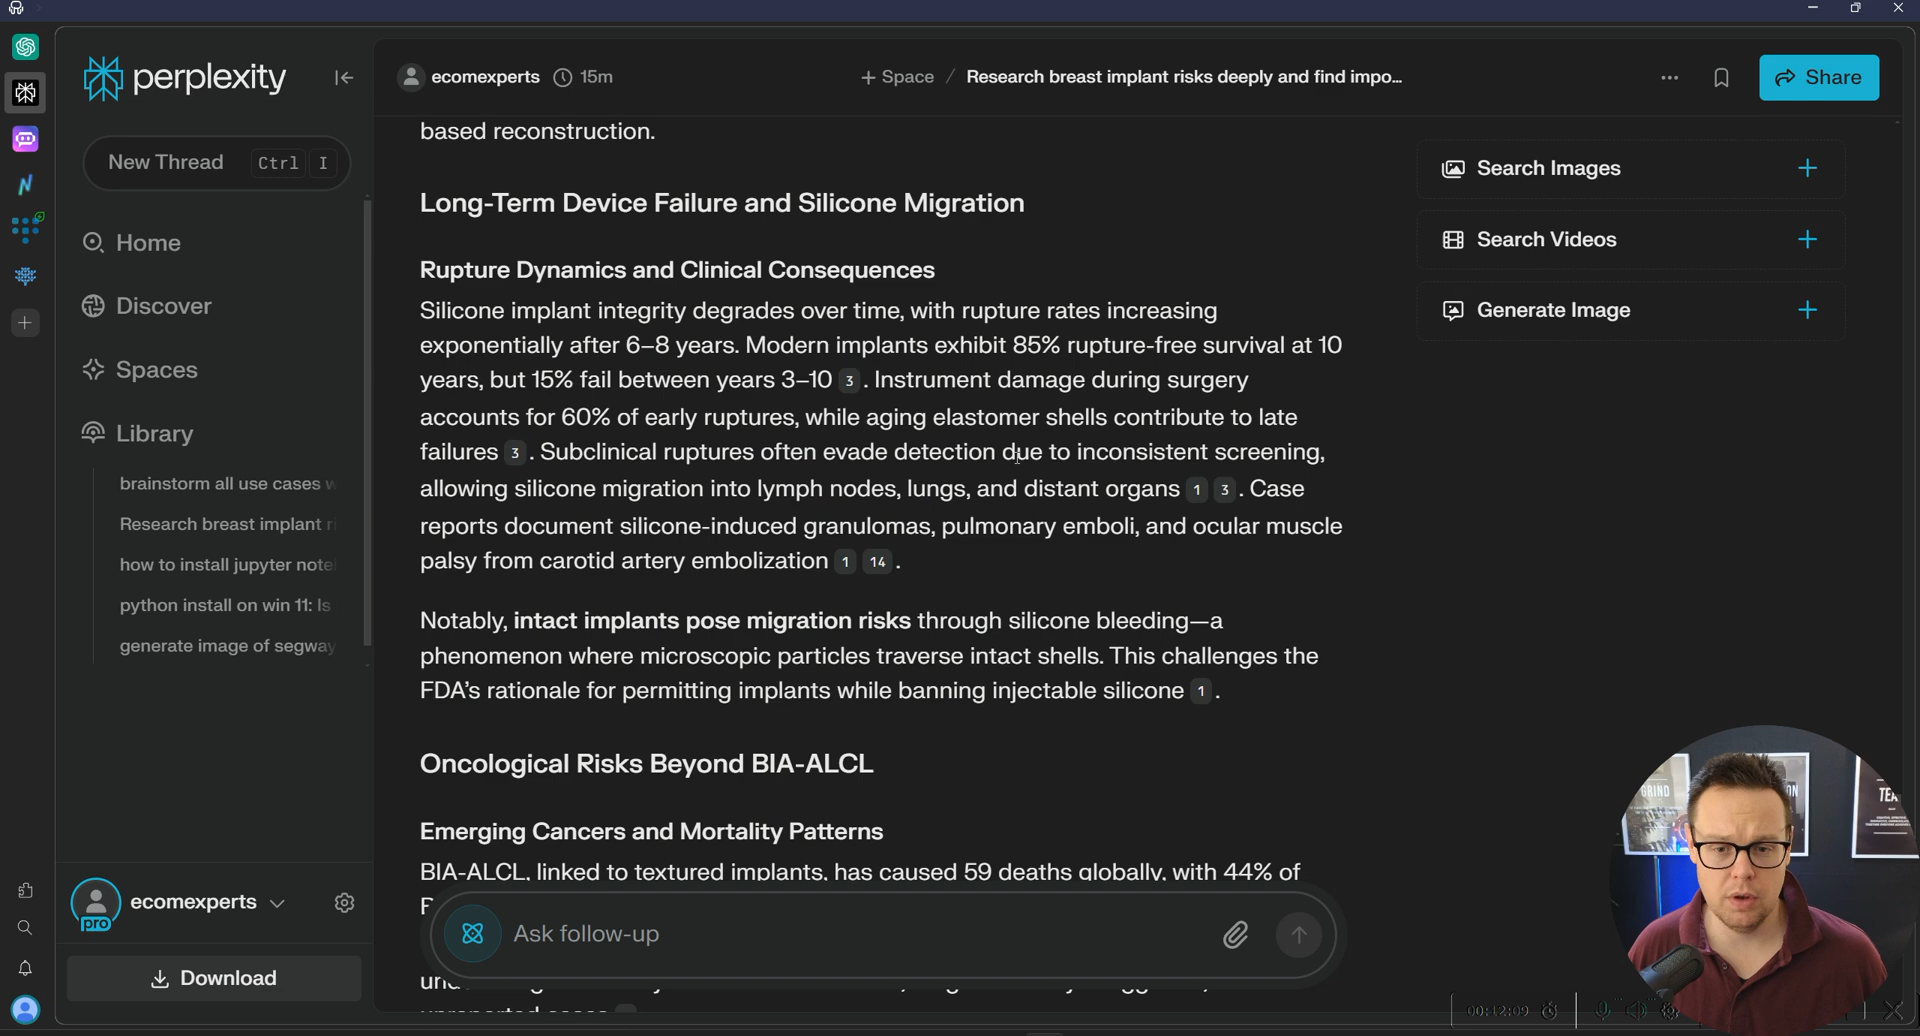 perplexity
New Thread Ctrl I
Home
Discover
Spaces
Library
brainstorm all use cases w
Research breast implant ri
how to install jupyter note
python install on win 11: Is
generate image of segway
ecomexperts
pro
Download
ecomexperts 15m
+ Space / Research breast implant risks deeply and find impo...
Share
based reconstruction.
Long-Term Device Failure and Silicone Migration
Rupture Dynamics and Clinical Consequences
Silicone implant integrity degrades over time, with rupture rates increasing
exponentially after 6–8 years. Modern implants exhibit 85% rupture-free survival at 10
years, but 15% fail between years 3–10 3 . Instrument damage during surgery
accounts for 60% of early ruptures, while aging elastomer shells contribute to late
failures 3 . Subclinical ruptures often evade detection due to inconsistent screening,
allowing silicone migration into lymph nodes, lungs, and distant organs 1 3 . Case
reports document silicone-induced granulomas, pulmonary emboli, and ocular muscle
palsy from carotid artery embolization 1 14 .
Notably, intact implants pose migration risks through silicone bleeding—a
phenomenon where microscopic particles traverse intact shells. This challenges the
FDA's rationale for permitting implants while banning injectable silicone 1 .
Oncological Risks Beyond BIA-ALCL
Emerging Cancers and Mortality Patterns
BIA-ALCL, linked to textured implants, has caused 59 deaths globally, with 44% of
Ask follow-up
Search Images
Search Videos
Generate Image
GRIND
TEA
00:12:09